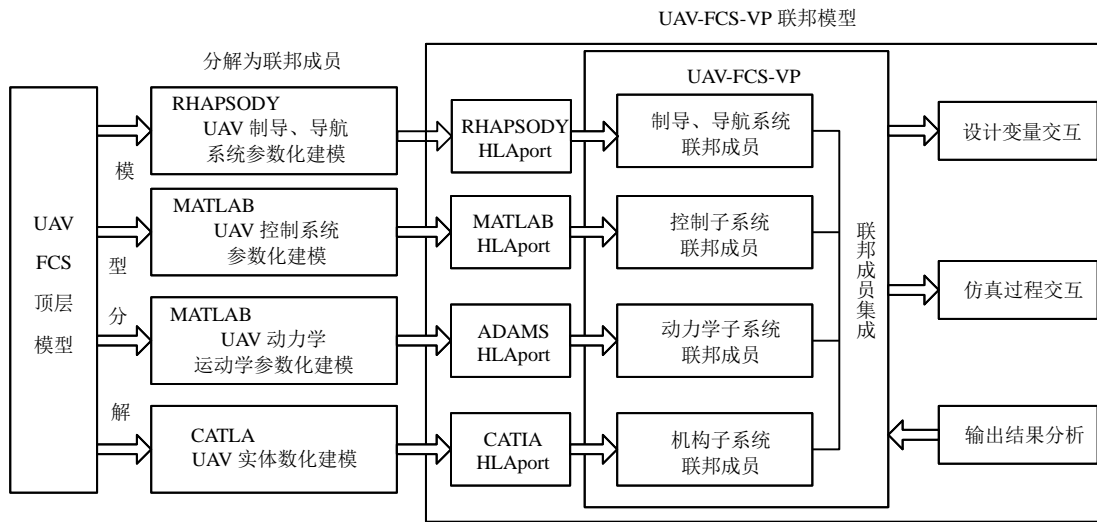 UAV-FCS-VP 联邦模型
分解为联邦成员
UAV-FCS-VP
UAV
FCS
顶层
模型
模
型
分
解
RHAPSODY
UAV 制导、导航
系统参数化建模
MATLAB
UAV 控制系统
参数化建模
MATLAB
UAV 动力学
运动学参数化建模
CATLA
UAV 实体数化建模
RHAPSODY
HLAport
MATLAB
HLAport
ADAMS
HLAport
CATIA
HLAport
制导、导航系统
联邦成员
控制子系统
联邦成员
动力学子系统
联邦成员
机构子系统
联邦成员
联邦成员集成
设计变量交互
仿真过程交互
输出结果分析